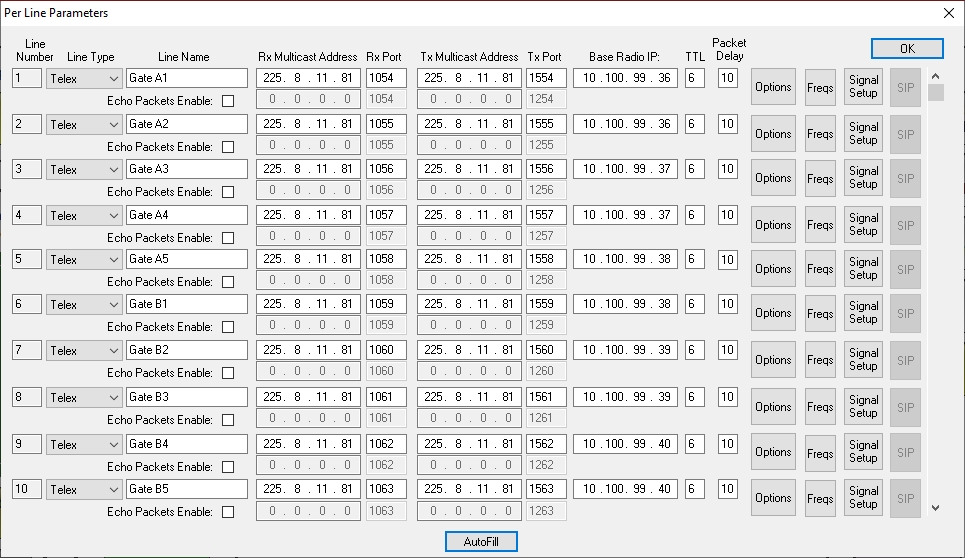 Per Line Parameters
Line Number Line Type Line Name Rx Multicast Address Rx Port Tx Multicast Address Tx Port Base Radio IP: TTL Packet Delay OK
1 Telex Gate A1 225. 8 . 11 . 81 1054 225. 8 . 11 . 81 1554 10 . 100. 99 . 36 6 10 Options Freqs Signal Setup SIP
Echo Packets Enable: 0 . 0 . 0 . 0 1054 0 . 0 . 0 . 0 1254
2 Telex Gate A2 225. 8 . 11 . 81 1055 225. 8 . 11 . 81 1555 10 . 100. 99 . 36 6 10 Options Freqs Signal Setup SIP
Echo Packets Enable: 0 . 0 . 0 . 0 1055 0 . 0 . 0 . 0 1255
3 Telex Gate A3 225. 8 . 11 . 81 1056 225. 8 . 11 . 81 1556 10 . 100. 99 . 37 6 10 Options Freqs Signal Setup SIP
Echo Packets Enable: 0 . 0 . 0 . 0 1056 0 . 0 . 0 . 0 1256
4 Telex Gate A4 225. 8 . 11 . 81 1057 225. 8 . 11 . 81 1557 10 . 100. 99 . 37 6 10 Options Freqs Signal Setup SIP
Echo Packets Enable: 0 . 0 . 0 . 0 1057 0 . 0 . 0 . 0 1257
5 Telex Gate A5 225. 8 . 11 . 81 1058 225. 8 . 11 . 81 1558 10 . 100. 99 . 38 6 10 Options Freqs Signal Setup SIP
Echo Packets Enable: 0 . 0 . 0 . 0 1058 0 . 0 . 0 . 0 1258
6 Telex Gate B1 225. 8 . 11 . 81 1059 225. 8 . 11 . 81 1559 10 . 100. 99 . 38 6 10 Options Freqs Signal Setup SIP
Echo Packets Enable: 0 . 0 . 0 . 0 1059 0 . 0 . 0 . 0 1259
7 Telex Gate B2 225. 8 . 11 . 81 1060 225. 8 . 11 . 81 1560 10 . 100. 99 . 39 6 10 Options Freqs Signal Setup SIP
Echo Packets Enable: 0 . 0 . 0 . 0 1060 0 . 0 . 0 . 0 1260
8 Telex Gate B3 225. 8 . 11 . 81 1061 225. 8 . 11 . 81 1561 10 . 100. 99 . 39 6 10 Options Freqs Signal Setup SIP
Echo Packets Enable: 0 . 0 . 0 . 0 1061 0 . 0 . 0 . 0 1261
9 Telex Gate B4 225. 8 . 11 . 81 1062 225. 8 . 11 . 81 1562 10 . 100. 99 . 40 6 10 Options Freqs Signal Setup SIP
Echo Packets Enable: 0 . 0 . 0 . 0 1062 0 . 0 . 0 . 0 1262
10 Telex Gate B5 225. 8 . 11 . 81 1063 225. 8 . 11 . 81 1563 10 . 100. 99 . 40 6 10 Options Freqs Signal Setup SIP
Echo Packets Enable: 0 . 0 . 0 . 0 1063 0 . 0 . 0 . 0 1263
AutoFill